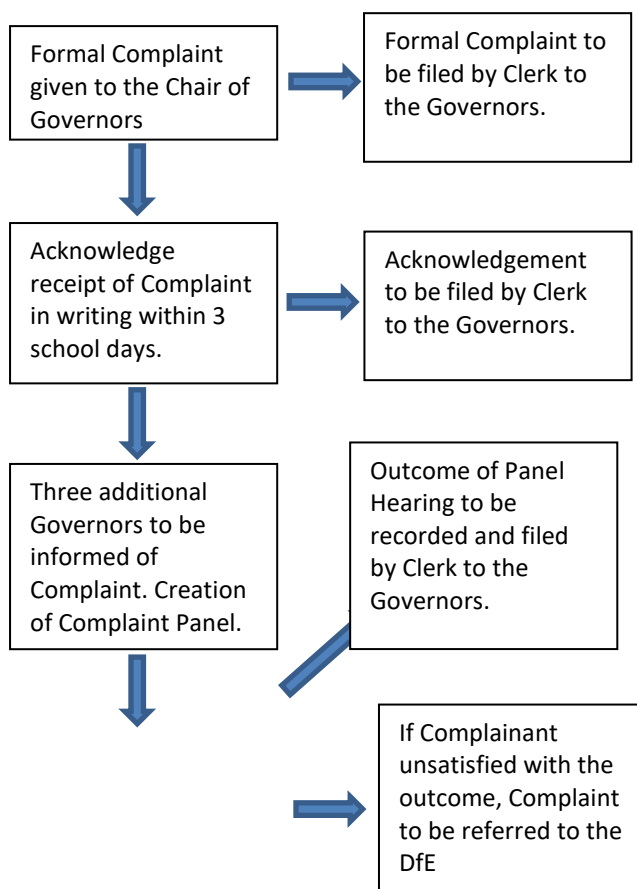 Formal Complaint
given to the Chair of
Governors
Formal Complaint to
be filed by Clerk to
the Governors.
Acknowledge
receipt of Complaint
in writing within 3
school days.
Acknowledgement
to be filed by Clerk
to the Governors.
Three additional
Governors to be
informed of
Complaint. Creation
of Complaint Panel.
Outcome of Panel
Hearing to be
recorded and filed
by Clerk to the
Governors.
If Complainant
unsatisfied with the
outcome, Complaint
to be referred to the
DfE